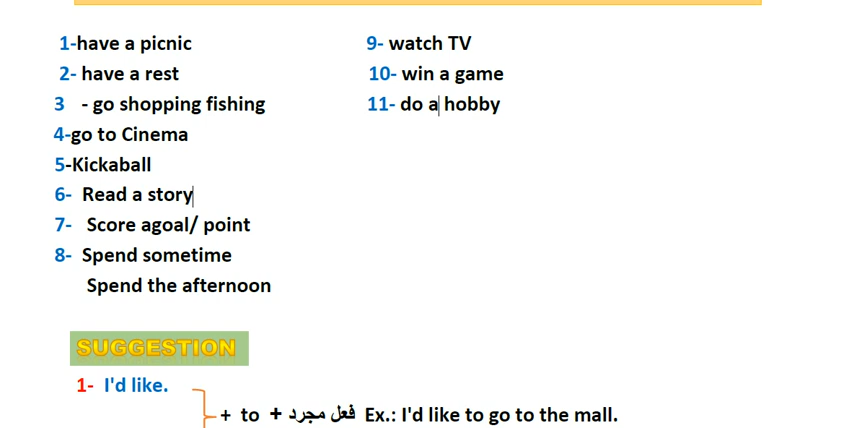 1-have a picnic
2- have a rest
3 - go shopping fishing
4-go to Cinema
5-Kickaball
6- Read a story
7- Score agoal/ point
8- Spend sometime
Spend the afternoon
9- watch TV
10- win a game
11- do a hobby
SUGGESTION
1- I'd like.
+ to + فعل مجرد Ex.: I'd like to go to the mall.